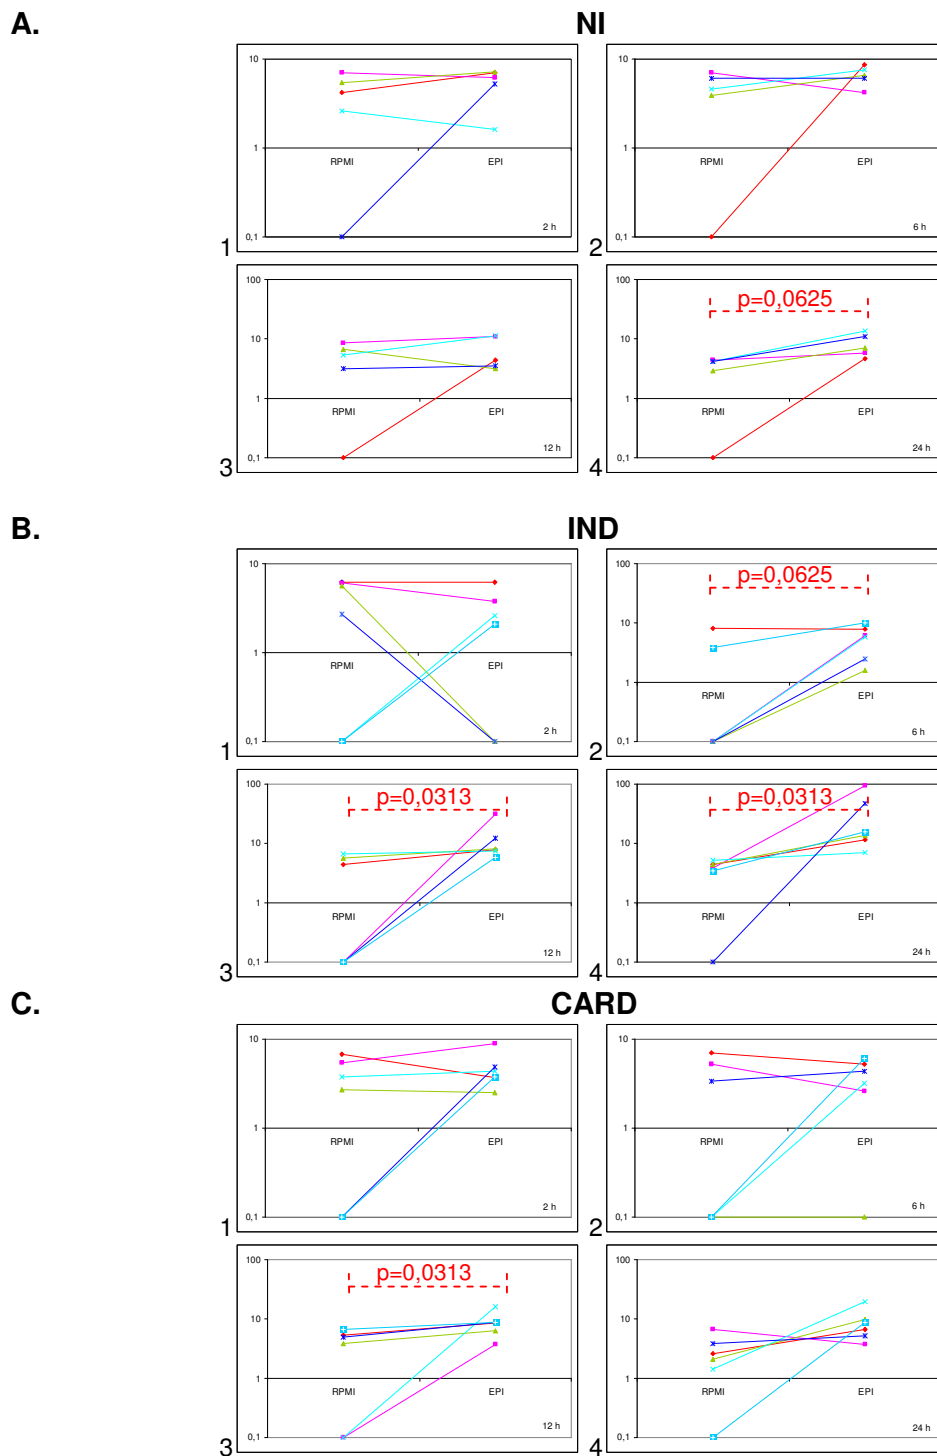 A. NI
10 10
1 1
RPMI EPI RPMI EPI
2 h 6 h
0,1 0,1
1 2
100 100
p=0,0625
10 10
1 1
RPMI EPI RPMI EPI
12 h 24 h
0,1 0,1
3 4
B. IND
10 100
p=0,0625
10
1 1
RPMI EPI RPMI EPI
2 h 6 h
0,1 0,1
1 2
100 100
p=0,0313 p=0,0313
10 10
1 1
RPMI EPI RPMI EPI
12 h 24 h
0,1 0,1
3 4
C. CARD
10 10
1 1
RPMI EPI RPMI EPI
2 h 6 h
0,1 0,1
1 2
100 100
p=0,0313
10 10
1 1
RPMI EPI RPMI EPI
12 h 24 h
0,1 0,1
3 4